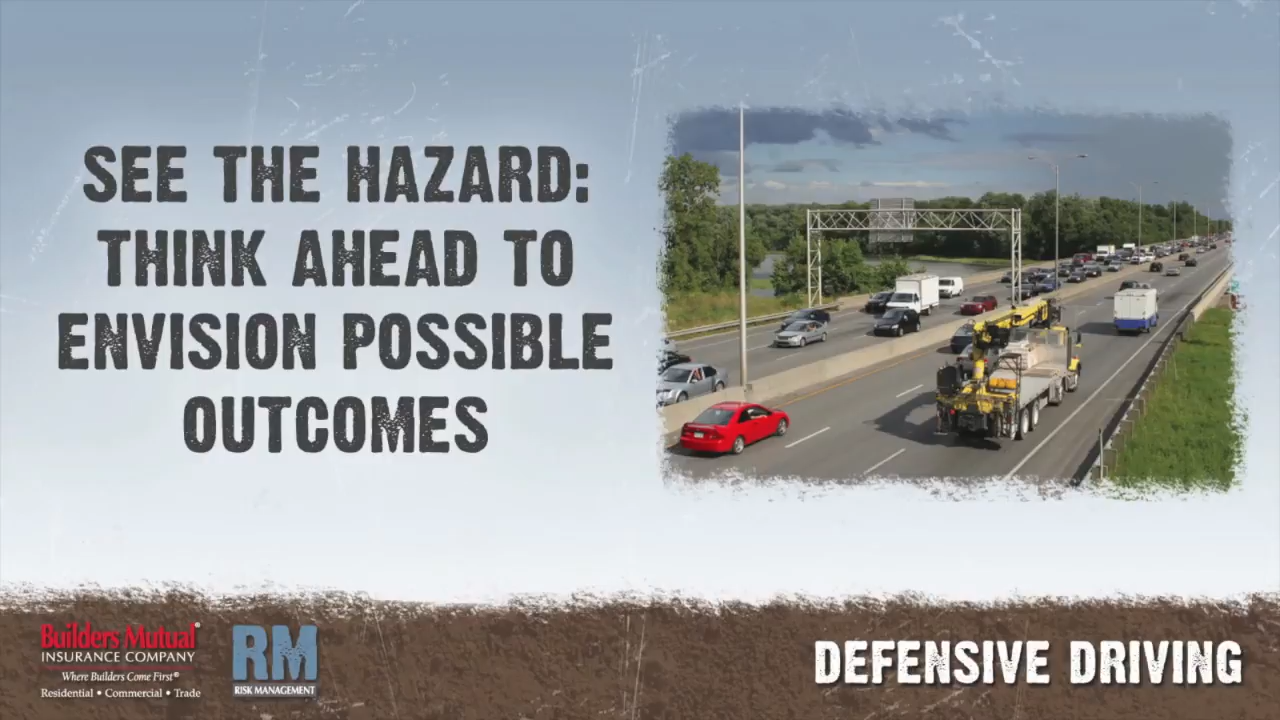 SEE THE HAZARD:
THINK AHEAD TO
ENVISION POSSIBLE
OUTCOMES
Builders Mutual®
INSURANCE COMPANY
Where Builders Come First®
Residential • Commercial • Trade
RM
RISK MANAGEMENT
DEFENSIVE DRIVING